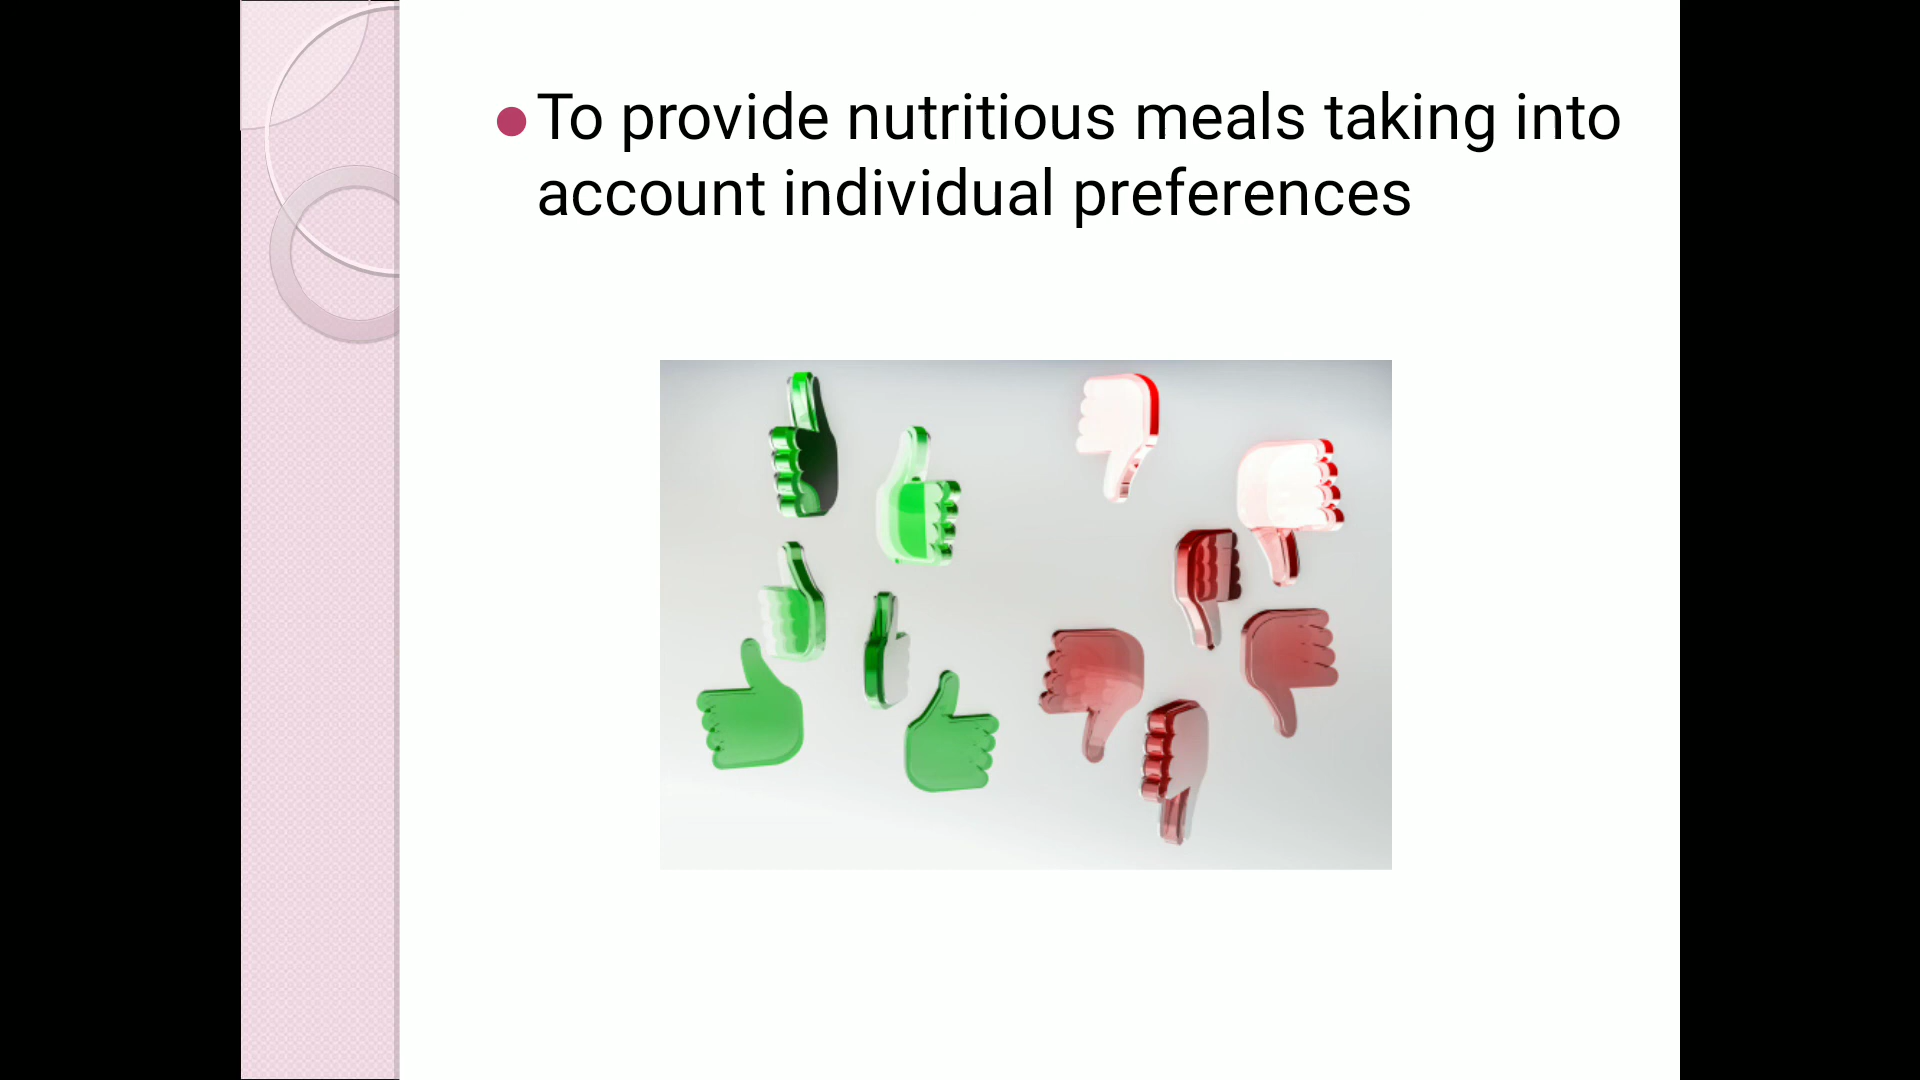 To provide nutritious meals taking into
account individual preferences